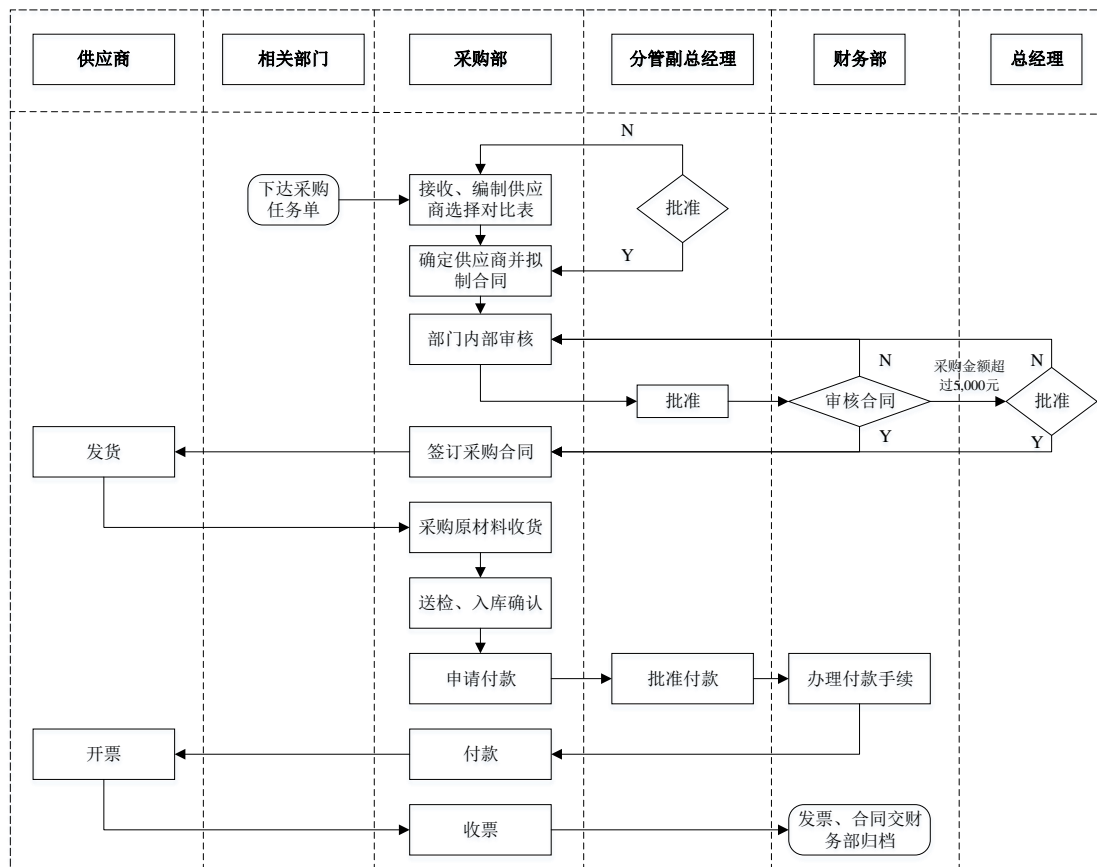 供应商
相关部门
采购部
分管副总经理
财务部
总经理
N
下达采购
任务单
接收、编制供应
商选择对比表
批准
Y
确定供应商并拟
制合同
部门内部审核
N
采购金额超
过5,000元
N
批准
审核合同
批准
Y
Y
发货
签订采购合同
采购原材料收货
送检、入库确认
申请付款
批准付款
办理付款手续
开票
付款
收票
发票、合同交财
务部归档